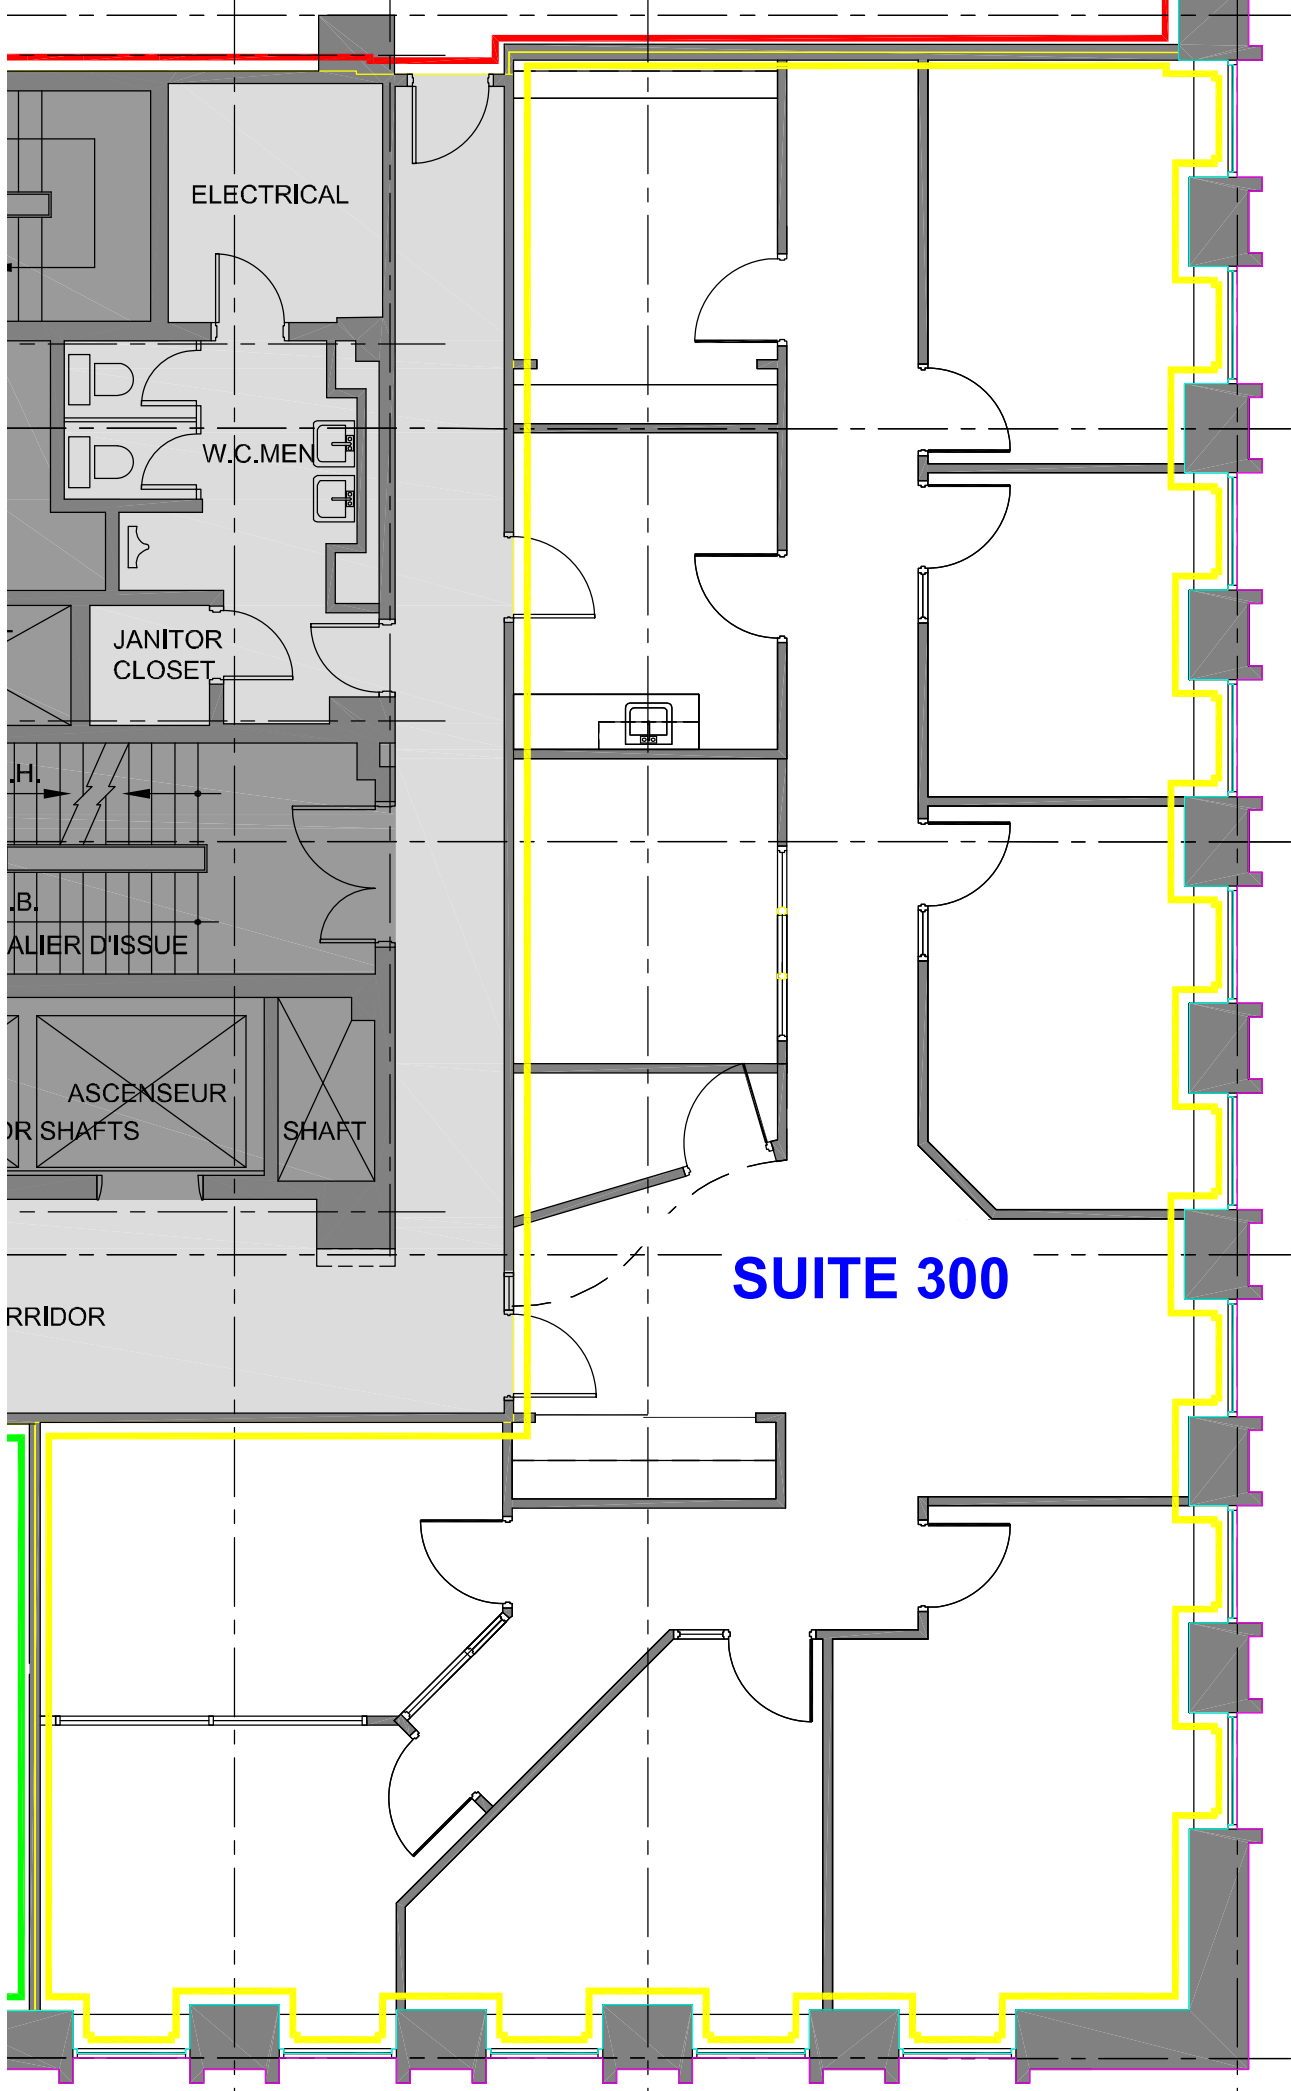 ELECTRICAL
W.C.MEN
JANITOR
CLOSET
.H.
.B.
ALIER D'ISSUE
ASCENSEUR
OR SHAFTS
SHAFT
SUITE 300
RRIDOR